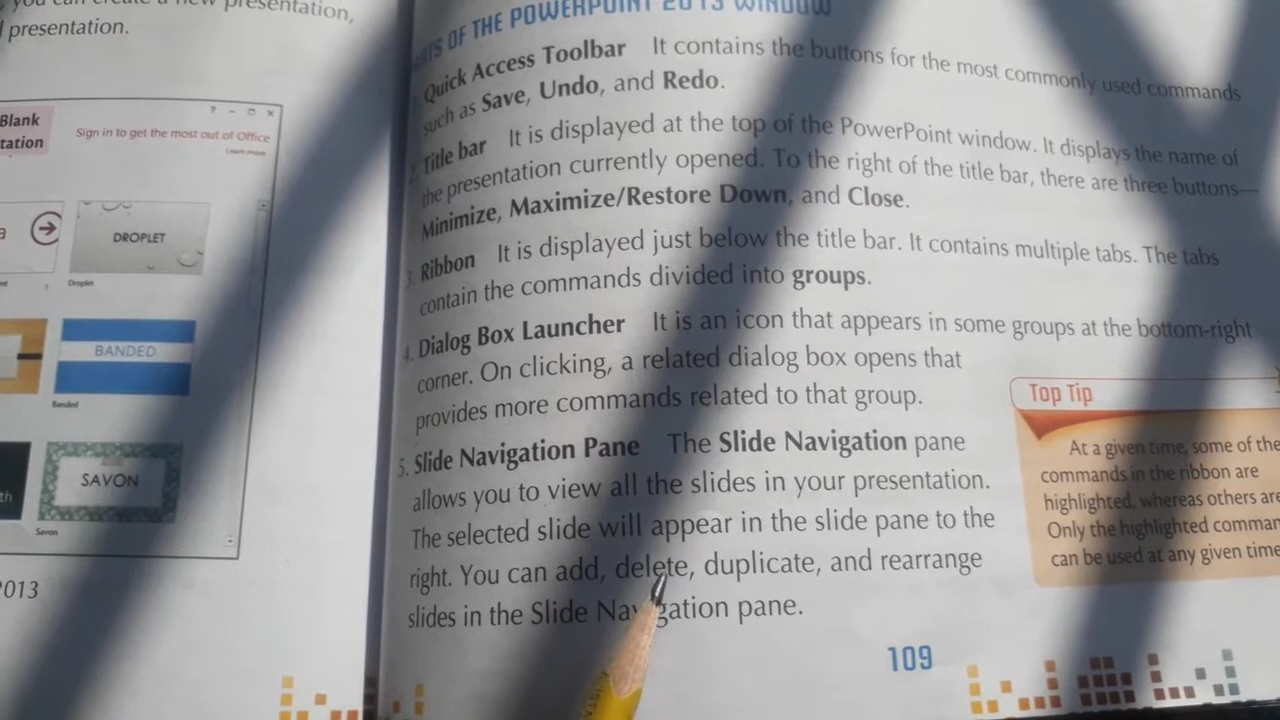 you can create a new presentation,
presentation.
Blank
tation
Sign in to get the most out of Office
Learn more
DROPLET
Droplet
BANDED
Banded
SAVON
Savon
2013
PARTS OF THE POWERPOINT 2013 WINDOW
Quick Access Toolbar It contains the buttons for the most commonly used commands
such as Save, Undo, and Redo.
Title bar It is displayed at the top of the PowerPoint window. It displays the name of
the presentation currently opened. To the right of the title bar, there are three buttons—
Minimize, Maximize/Restore Down, and Close.
3. Ribbon It is displayed just below the title bar. It contains multiple tabs. The tabs
contain the commands divided into groups.
4. Dialog Box Launcher It is an icon that appears in some groups at the bottom-right
corner. On clicking, a related dialog box opens that
provides more commands related to that group.
5. Slide Navigation Pane The Slide Navigation pane
allows you to view all the slides in your presentation.
The selected slide will appear in the slide pane to the
right. You can add, delete, duplicate, and rearrange
slides in the Slide Navigation pane.
Top Tip
At a given time, some of the
commands in the ribbon are
highlighted, whereas others are
Only the highlighted comman
can be used at any given time
109